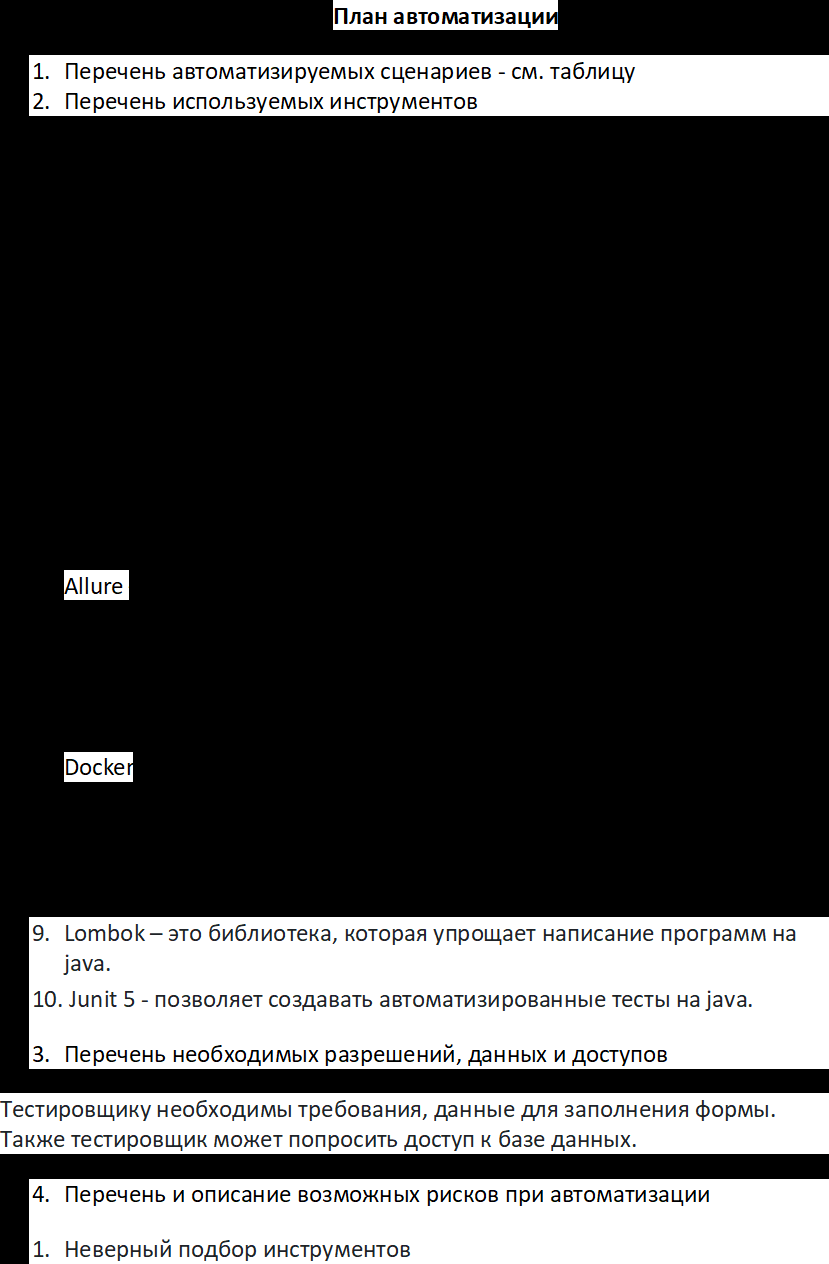 План автоматизации
1. Перечень автоматизируемых сценариев - см. таблицу
2. Перечень используемых инструментов
Allure
Docker
9. Lombok – это библиотека, которая упрощает написание программ на
java.
10. Junit 5 - позволяет создавать автоматизированные тесты на java.
3. Перечень необходимых разрешений, данных и доступов
Тестировщику необходимы требования, данные для заполнения формы.
Также тестировщик может попросить доступ к базе данных.
4. Перечень и описание возможных рисков при автоматизации
1. Неверный подбор инструментов